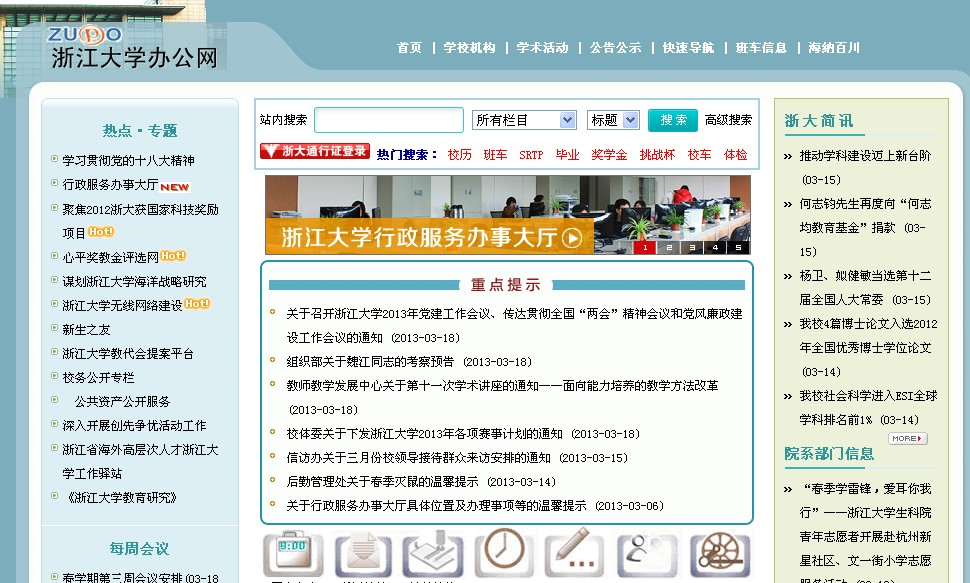 ZUPO
浙江大学办公网
首页 | 学校机构 | 学术活动 | 公告公示 | 快速导航 | 班车信息 | 海纳百川
热点·专题
学习贯彻党的十八大精神
行政服务办事大厅 NEW
聚焦2012浙大获国家科技奖励
项目 Hot!
心平奖教金评选网 Hot!
谋划浙江大学海洋战略研究
浙江大学无线网络建设 Hot!
新生之友
浙江大学教代会提案平台
校务公开专栏
公共资产公开服务
深入开展创先争优活动工作
浙江省海外高层次人才浙江大
学工作驿站
《浙江大学教育研究》
每周会议
春学期第三周会议安排(03-18
站内搜索 所有栏目 标题 搜 索 高级搜索
浙大通行证登录 热门搜索： 校历 班车 SRTP 毕业 奖学金 挑战杯 校车 体检
浙江大学行政服务办事大厅
1 2 3 4 5
重点提示
关于召开浙江大学2013年党建工作会议、传达贯彻全国“两会”精神会议和党风廉政建
设工作会议的通知 (2013-03-18)
组织部关于魏江同志的考察预告 (2013-03-18)
教师教学发展中心关于第十一次学术讲座的通知——面向能力培养的教学方法改革
(2013-03-18)
校体委关于下发浙江大学2013年各项赛事计划的通知 (2013-03-18)
信访办关于三月份校领导接待群众来访安排的通知 (2013-03-15)
后勤管理处关于春季灭鼠的温馨提示 (2013-03-14)
关于行政服务办事大厅具体位置及办理事项等的温馨提示 (2013-03-06)
9:00
浙大简讯
» 推动学科建设迈上新台阶
(03-15)
» 何志钧先生再度向“何志
均教育基金”捐款 (03-
15)
» 杨卫、姒健敏当选第十二
届全国人大常委 (03-15)
» 我校4篇博士论文入选2012
年全国优秀博士学位论文
(03-14)
» 我校社会科学进入ESI全球
学科排名前1% (03-14)
MORE
院系部门信息
» “春季学雷锋，爱耳你我
行”——浙江大学生科院
青年志愿者开展赴杭州新
星社区、文一街小学志愿